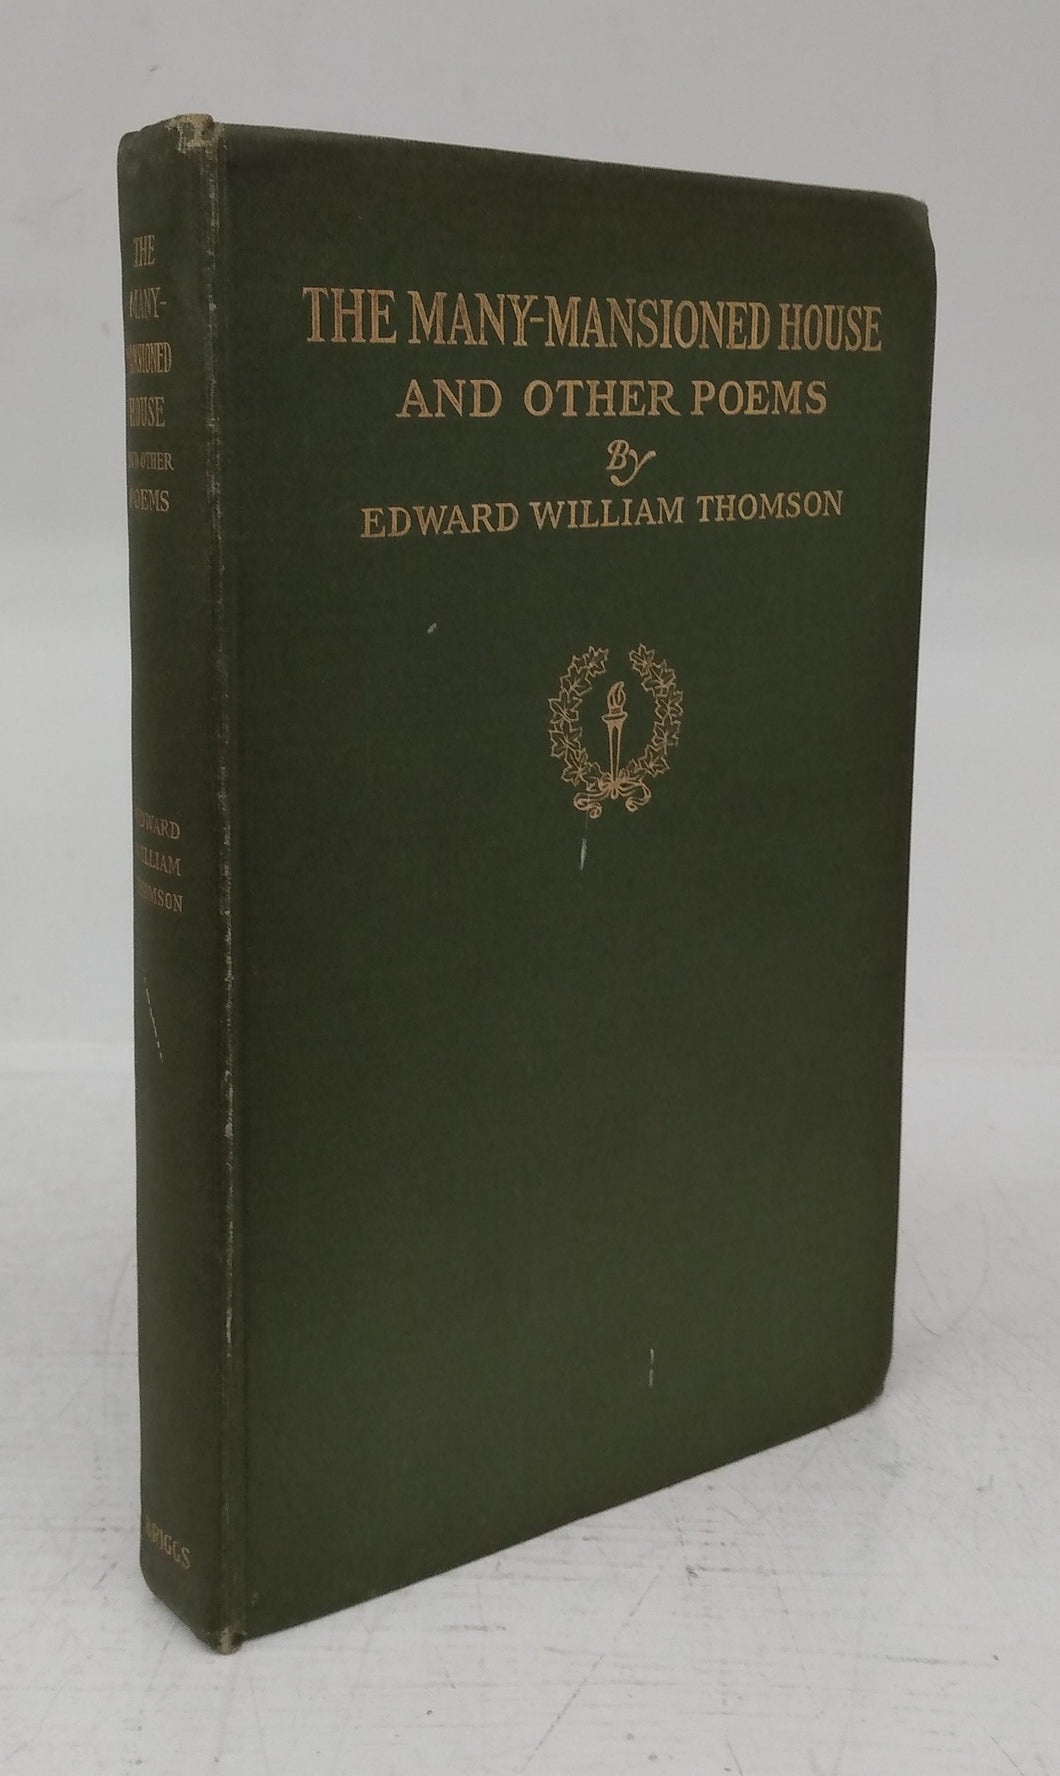 THE MANY-MANSIONED HOUSE
AND OTHER POEMS
By
EDWARD WILLIAM THOMSON
THE
MANY-
MANSIONED
HOUSE
AND OTHER
POEMS
EDWARD
WILLIAM
THOMSON
BRIGGS